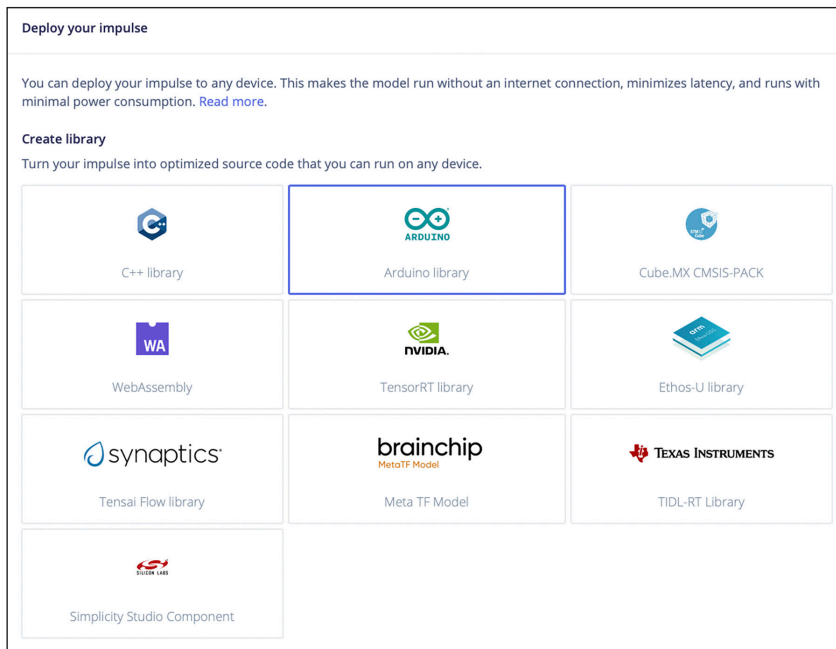 Deploy your impulse
You can deploy your impulse to any device. This makes the model run without an internet connection, minimizes latency, and runs with
minimal power consumption. Read more.
Create library
Turn your impulse into optimized source code that you can run on any device.
C++
C++ library
ARDUINO
Arduino library
STM32
Cube
Cube.MX CMSIS-PACK
WA
WebAssembly
NVIDIA.
TensorRT library
arm
Ethos-U library
synaptics
Tensai Flow library
brainchip
MetaTF Model
Meta TF Model
TEXAS INSTRUMENTS
TIDL-RT Library
SILICON LABS
Simplicity Studio Component